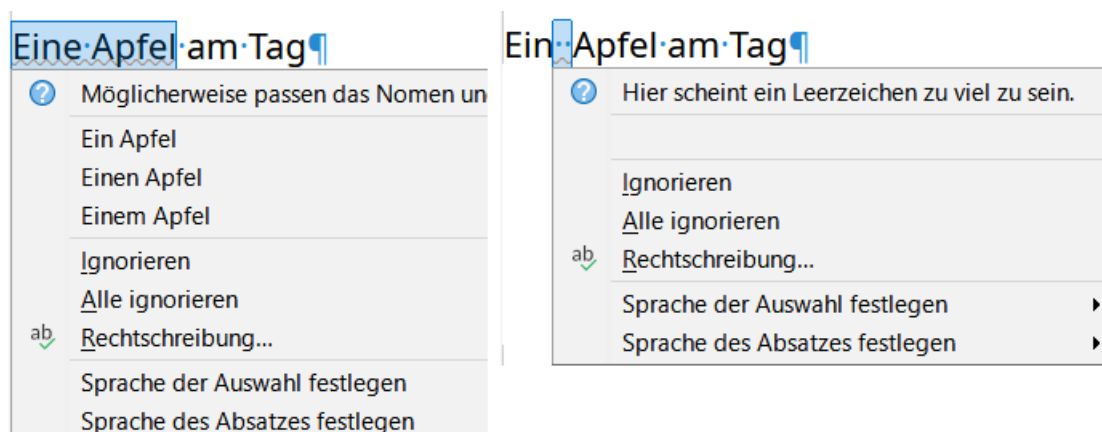 Eine·Apfel·am·Tag¶
Möglicherweise passen das Nomen un
Ein Apfel
Einen Apfel
Einem Apfel
Ignorieren
Alle ignorieren
Rechtschreibung...
Sprache der Auswahl festlegen
Sprache des Absatzes festlegen
Ein··Apfel·am·Tag¶
Hier scheint ein Leerzeichen zu viel zu sein.
Ignorieren
Alle ignorieren
Rechtschreibung...
Sprache der Auswahl festlegen
Sprache des Absatzes festlegen